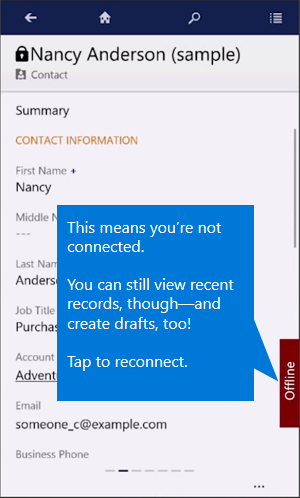 Nancy Anderson (sample)
Contact
Summary
CONTACT INFORMATION
First Name +
Nancy
Middle N
---
Last Nam
Anders
Job Title
Purchas
Account
Advent
Email
someone_c@example.com
Business Phone
...
This means you're not
connected.
You can still view recent
records, though—and
create drafts, too!
Tap to reconnect.
Offline